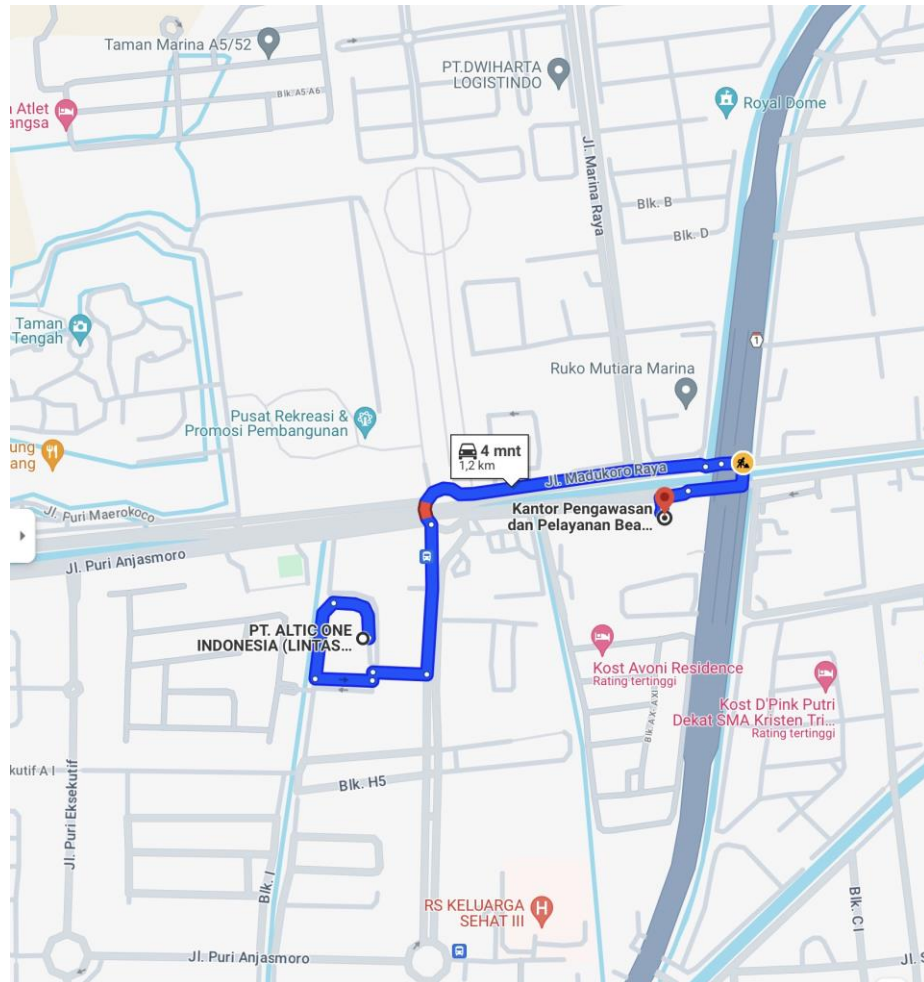 Taman Marina A5/52
Blk. A5 A6
PT.DWIHARTA
LOGISTINDO
Royal Dome
a Atlet
angsa
Jl. Marina Raya
Blk. B
Blk. D
Taman
Tengah
1
Ruko Mutiara Marina
Pusat Rekreasi &
Promosi Pembangunan
ung
ang
4 mnt
1,2 km
Jl. Madukoro Raya
Jl. Puri Maerokoco
Kantor Pengawasan
dan Pelayanan Bea...
Jl. Puri Anjasmoro
PT. ALTIC ONE
INDONESIA (LINTAS...
Kost Avoni Residence
Rating tertinggi
Kost D'Pink Putri
Dekat SMA Kristen Tri...
Rating tertinggi
Blk. A X- A XI
kutif A I
Blk. H5
Jl. Puri Eksekutif
Blk. I
RS KELUARGA
SEHAT III
H
Blk. C I
Jl. Puri Anjasmoro
Jl. S